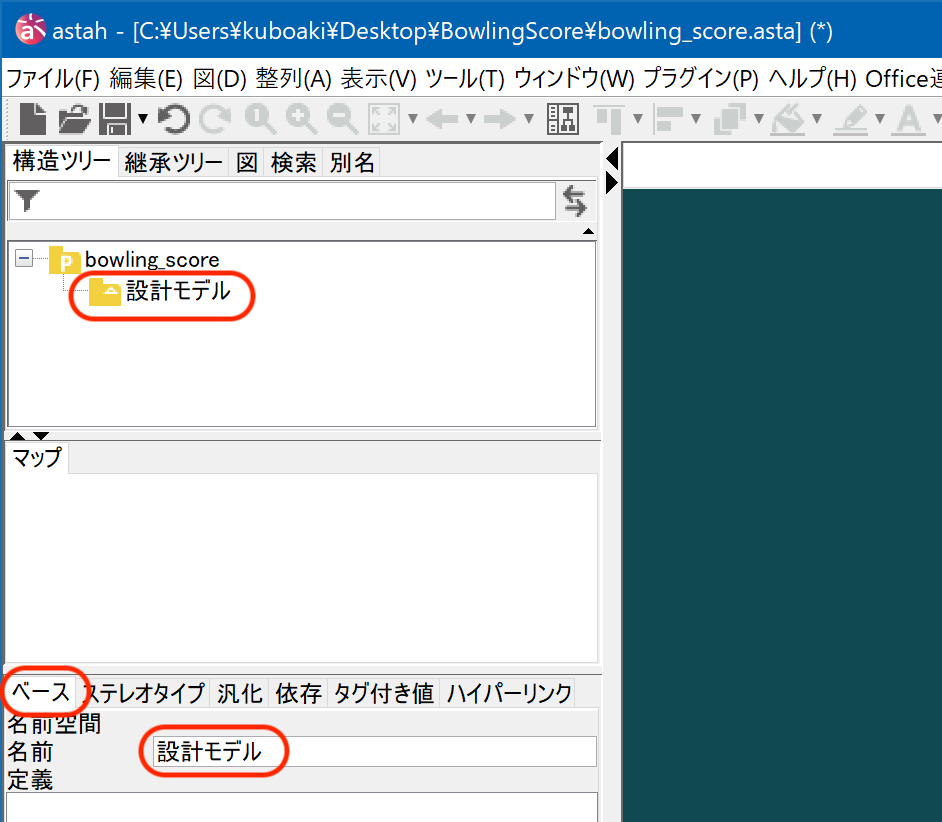 astah - [C:¥Users¥kuboaki¥Desktop¥BowlingScore¥bowling_score.asta] (*)
ファイル(F) 編集(E) 図(D) 整列(A) 表示(V) ツール(T) ウィンドウ(W) プラグイン(P) ヘルプ(H) Office連
構造ツリー 継承ツリー 図 検索 別名
bowling_score
設計モデル
マップ
ベース ステレオタイプ 汎化 依存 タグ付き値 ハイパーリンク
名前空間
名前 設計モデル
定義